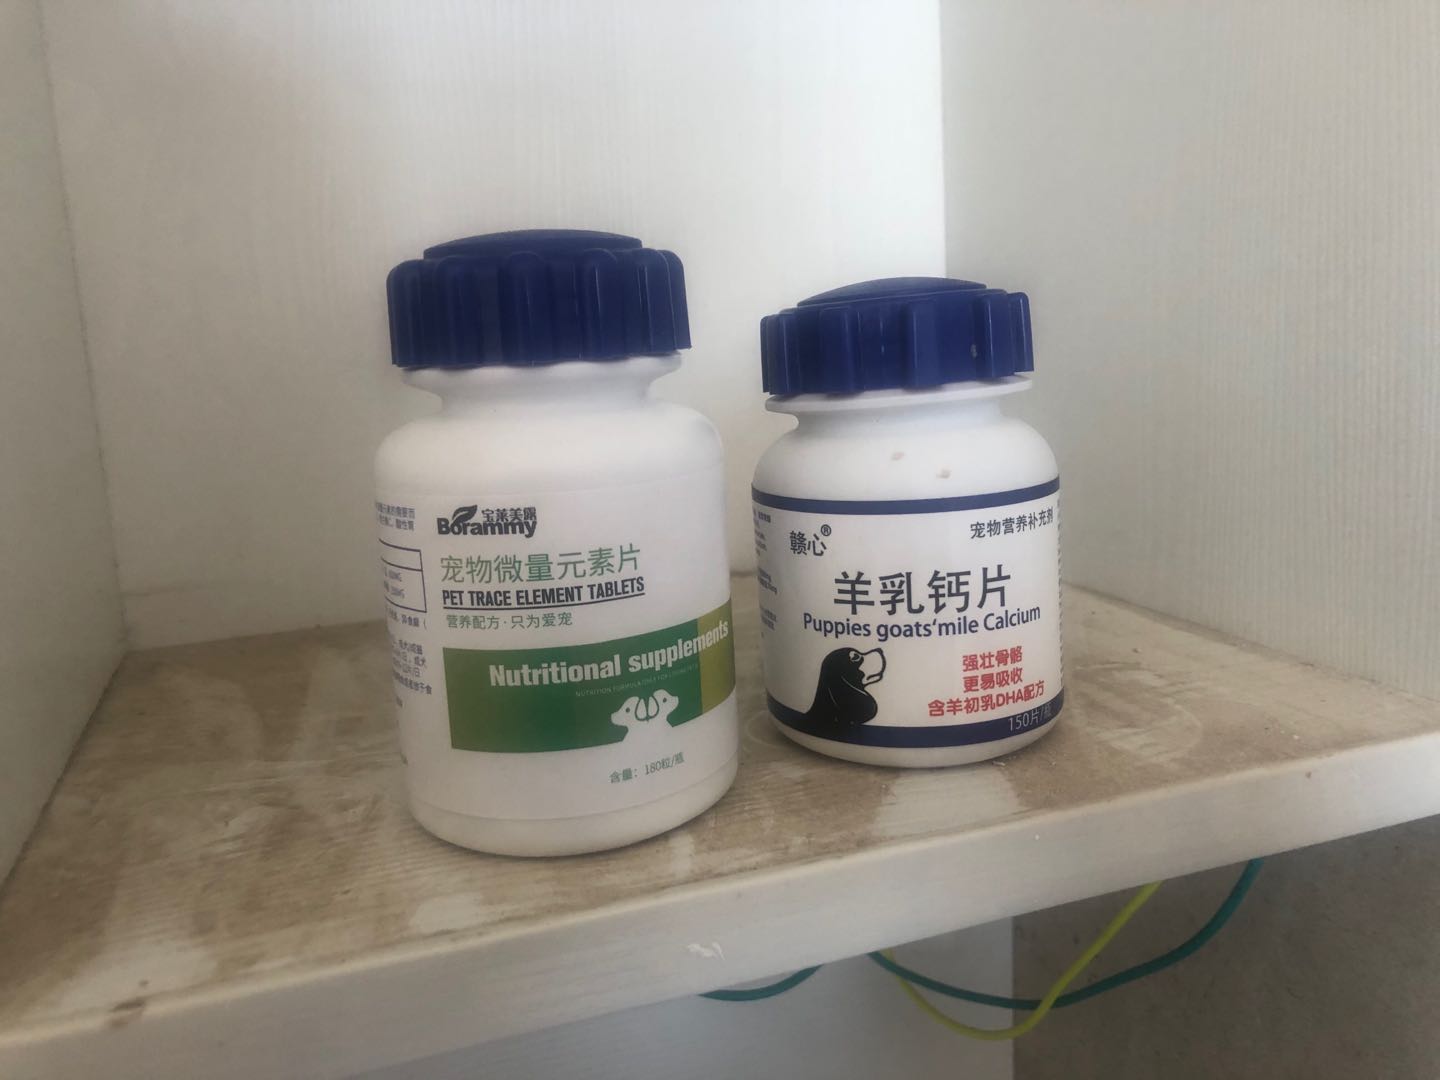 宝莱美露
Borammy
宠物微量元素片
PET TRACE ELEMENT TABLETS
营养配方·只为爱宠
Nutritional supplements
含量：180粒/瓶
赣心®
宠物营养补充剂
羊乳钙片
Puppies goats'mile Calcium
强壮骨骼
更易吸收
含羊初乳DHA配方
150片/瓶